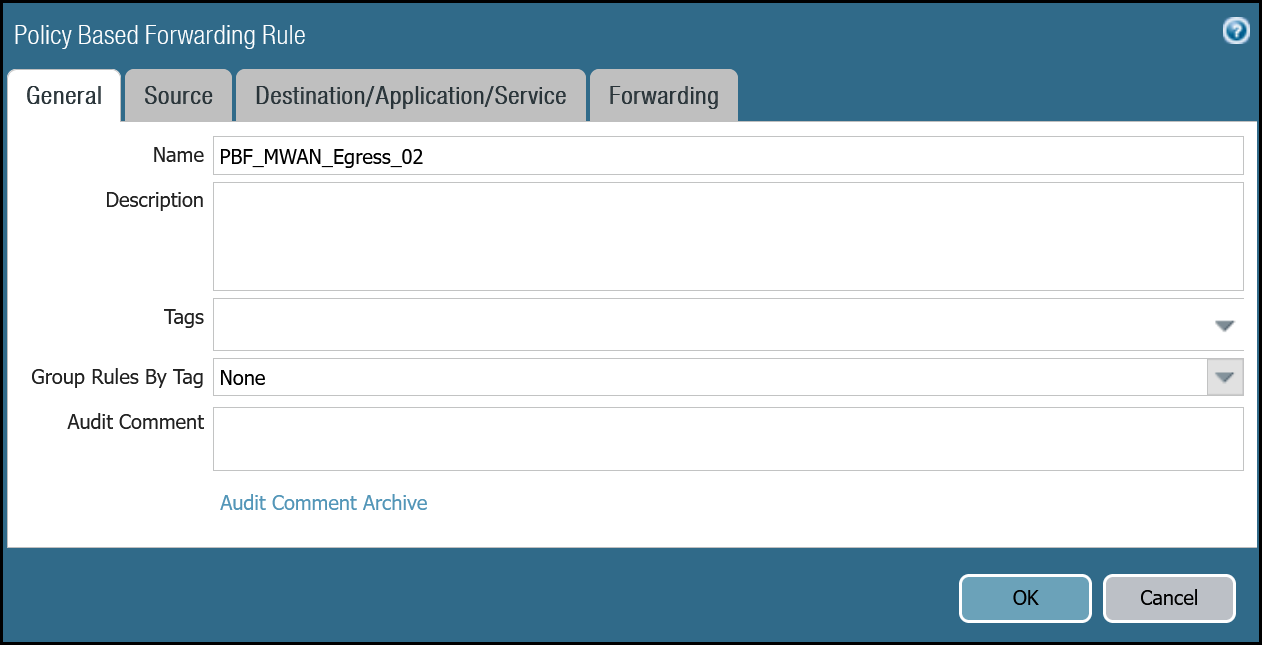 Policy Based Forwarding Rule
?
General
Source
Destination/Application/Service
Forwarding
Name PBF_MWAN_Egress_02
Description
Tags
Group Rules By Tag None
Audit Comment
Audit Comment Archive
OK
Cancel